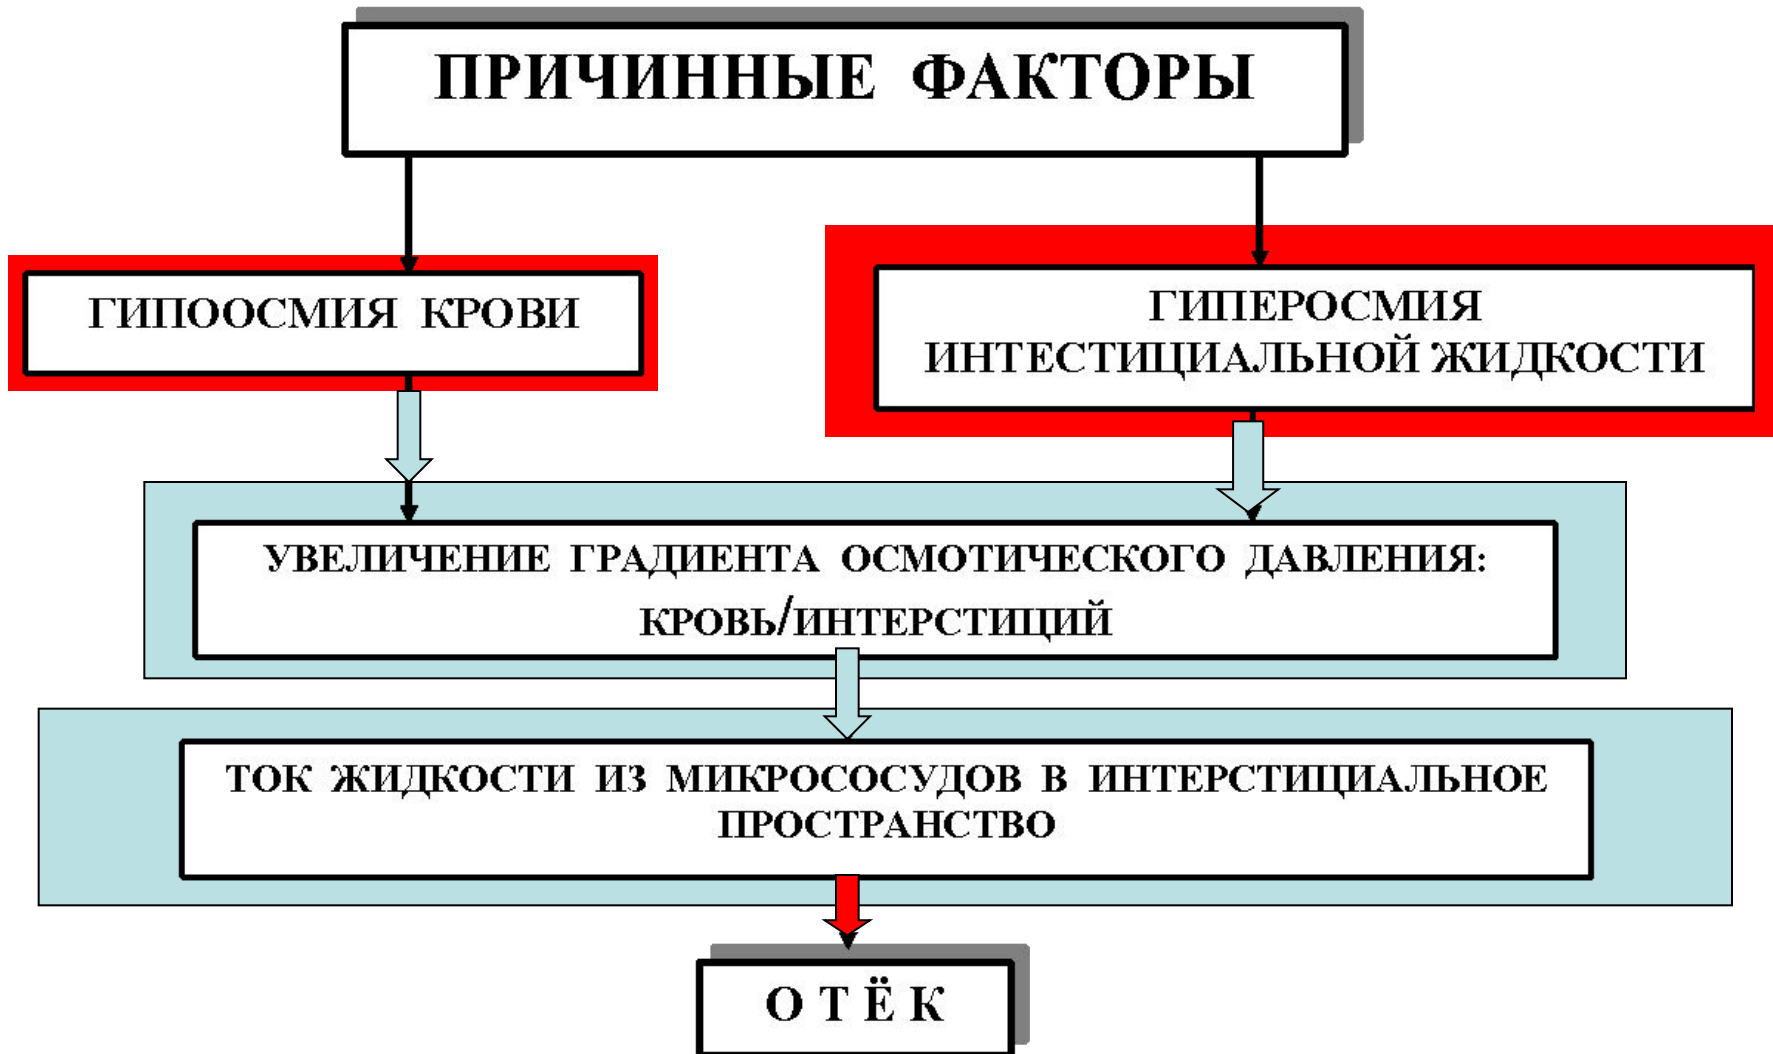 ПРИЧИННЫЕ ФАКТОРЫ
ГИПООСМИЯ КРОВИ
ГИПЕРОСМИЯ
ИНТЕСТИЦИАЛЬНОЙ ЖИДКОСТИ
УВЕЛИЧЕНИЕ ГРАДИЕНТА ОСМОТИЧЕСКОГО ДАВЛЕНИЯ:
КРОВЬ/ИНТЕРСТИЦИЙ
ТОК ЖИДКОСТИ ИЗ МИКРОСОСУДОВ В ИНТЕРСТИЦИАЛЬНОЕ
ПРОСТРАНСТВО
О Т Ё К